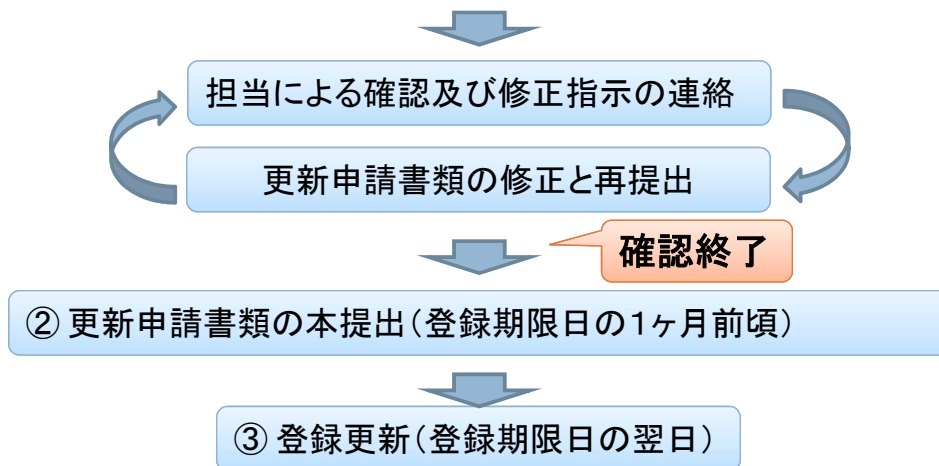 担当による確認及び修正指示の連絡
更新申請書類の修正と再提出
確認終了
② 更新申請書類の本提出（登録期限日の１ヶ月前頃）
③ 登録更新（登録期限日の翌日）